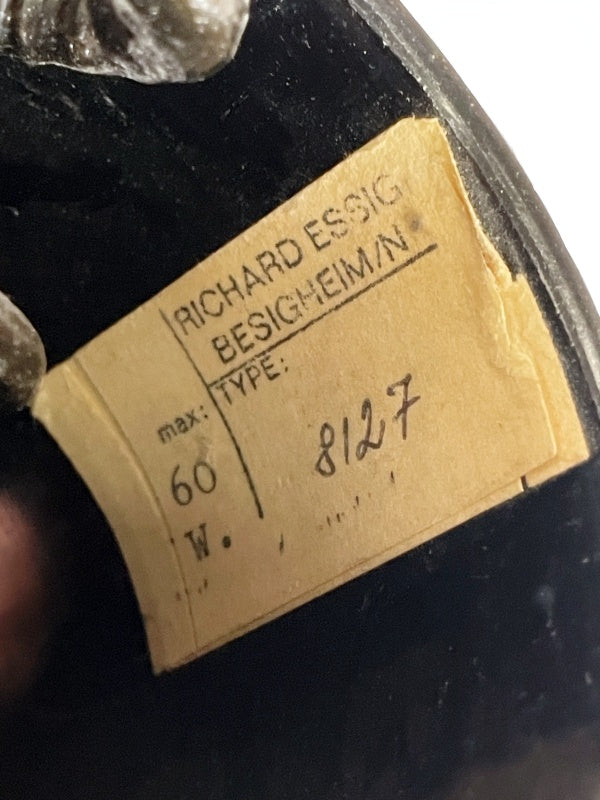 RICHARD ESSIG
BESIGHEIM/N
TYPE:
8127
max:
60
W.